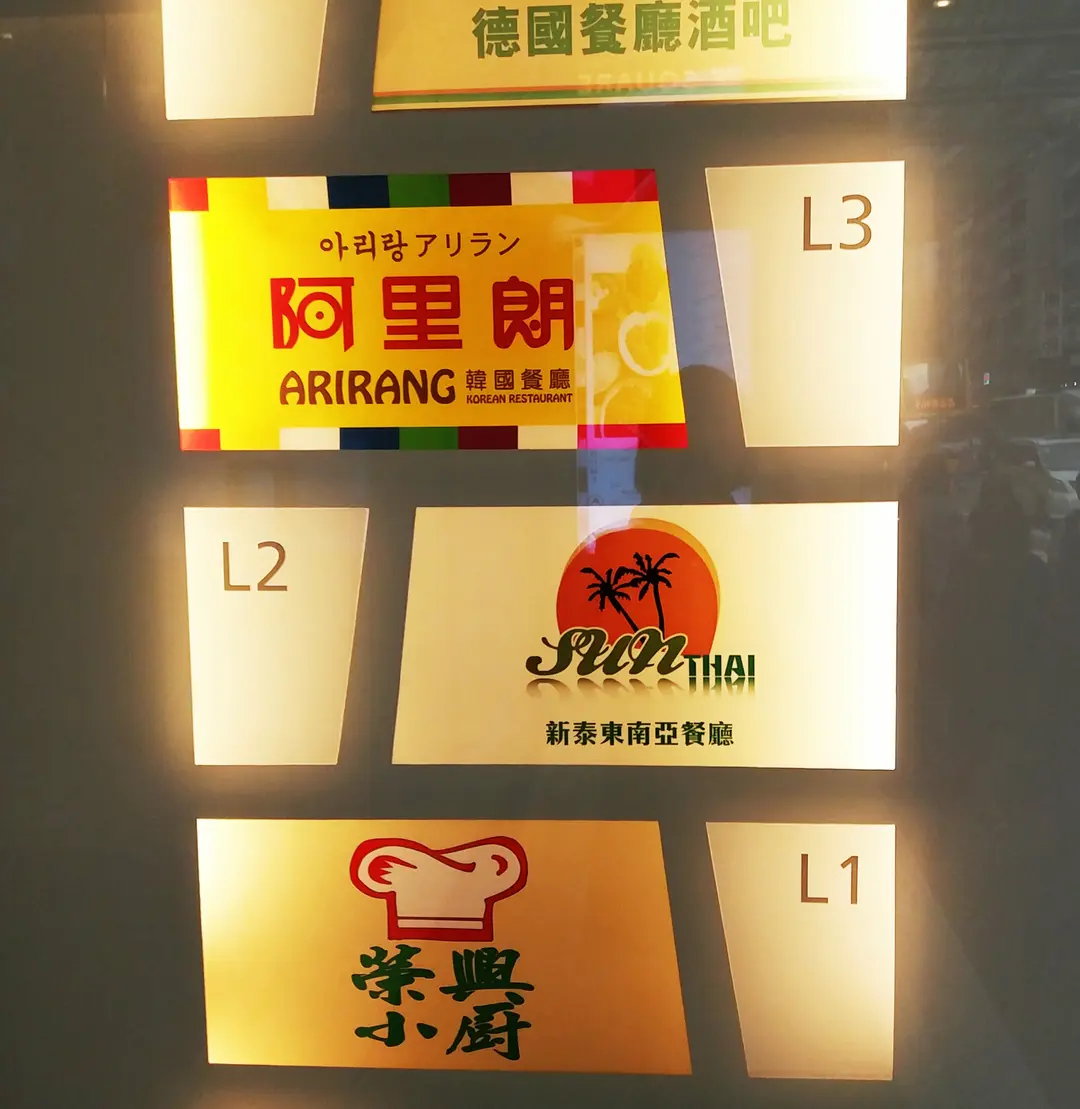 德國餐廳酒吧
아리랑アリラン
阿里朗
ARIRANG 韓國餐廳
KOREAN RESTAURANT
L3
L2
SUN THAI
新泰東南亞餐廳
榮興
小廚
L1